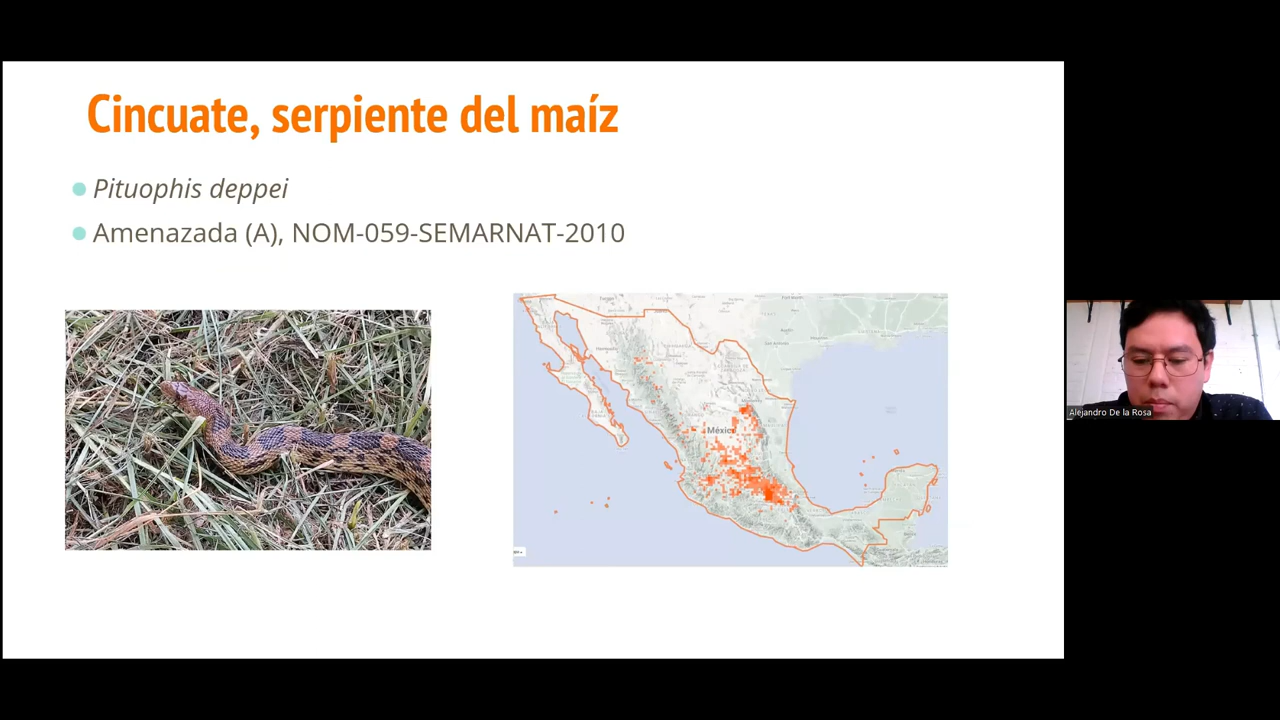 Cincuate, serpiente del maíz
Pituophis deppei
Amenazada (A), NOM-059-SEMARNAT-2010
México
Alejandro De la Rosa